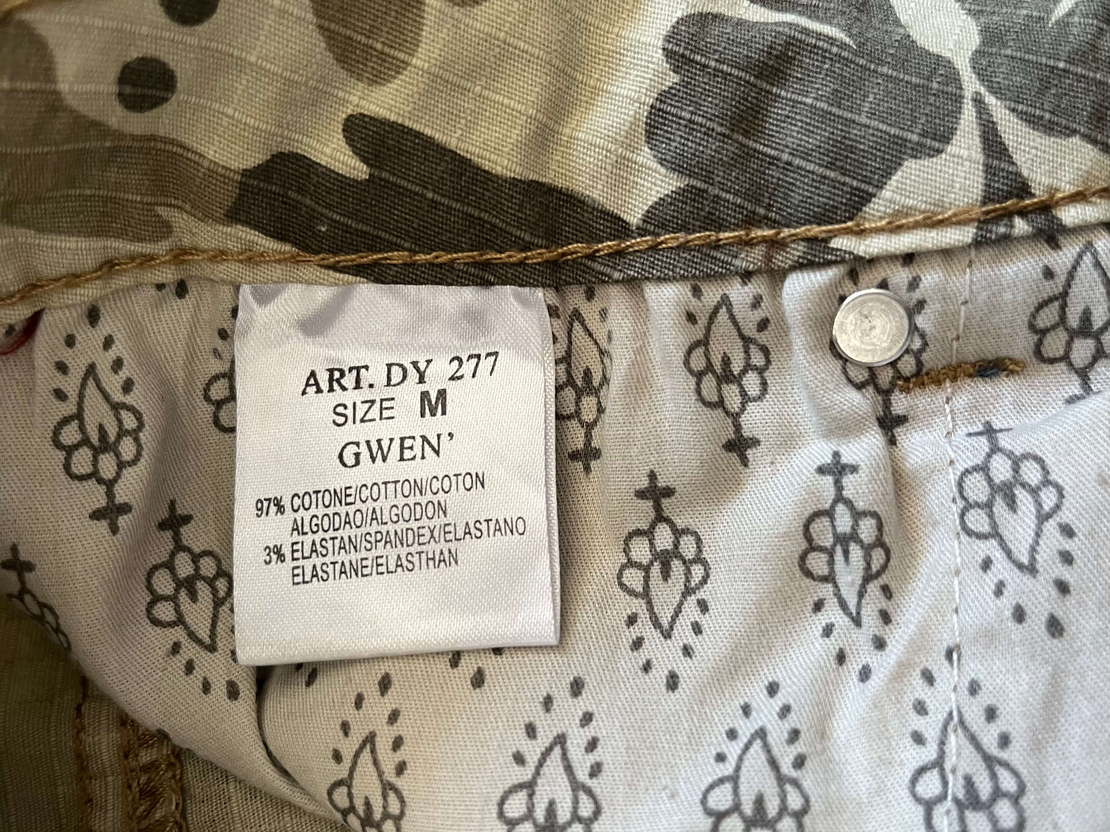 ART. DY 277
SIZE M
GWEN'
97% COTONE/COTTON/COTON
ALGODAO/ALGODON
3% ELASTAN/SPANDEX/ELASTANO
ELASTANE/ELASTHAN